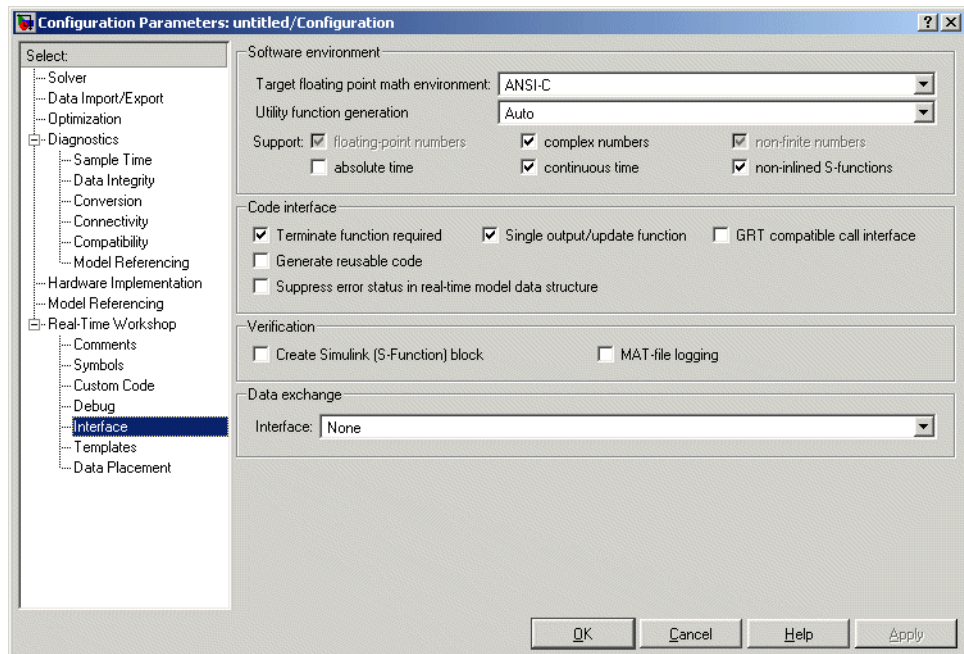 Configuration Parameters: untitled/Configuration
Select:
Solver
Data Import/Export
Optimization
Diagnostics
Sample Time
Data Integrity
Conversion
Connectivity
Compatibility
Model Referencing
Hardware Implementation
Model Referencing
Real-Time Workshop
Comments
Symbols
Custom Code
Debug
Interface
Templates
Data Placement
Software environment
Target floating point math environment: ANSI-C
Utility function generation Auto
Support: floating-point numbers complex numbers non-finite numbers
absolute time continuous time non-inlined S-functions
Code interface
Terminate function required Single output/update function GRT compatible call interface
Generate reusable code
Suppress error status in real-time model data structure
Verification
Create Simulink (S-Function) block MAT-file logging
Data exchange
Interface: None
OK Cancel Help Apply